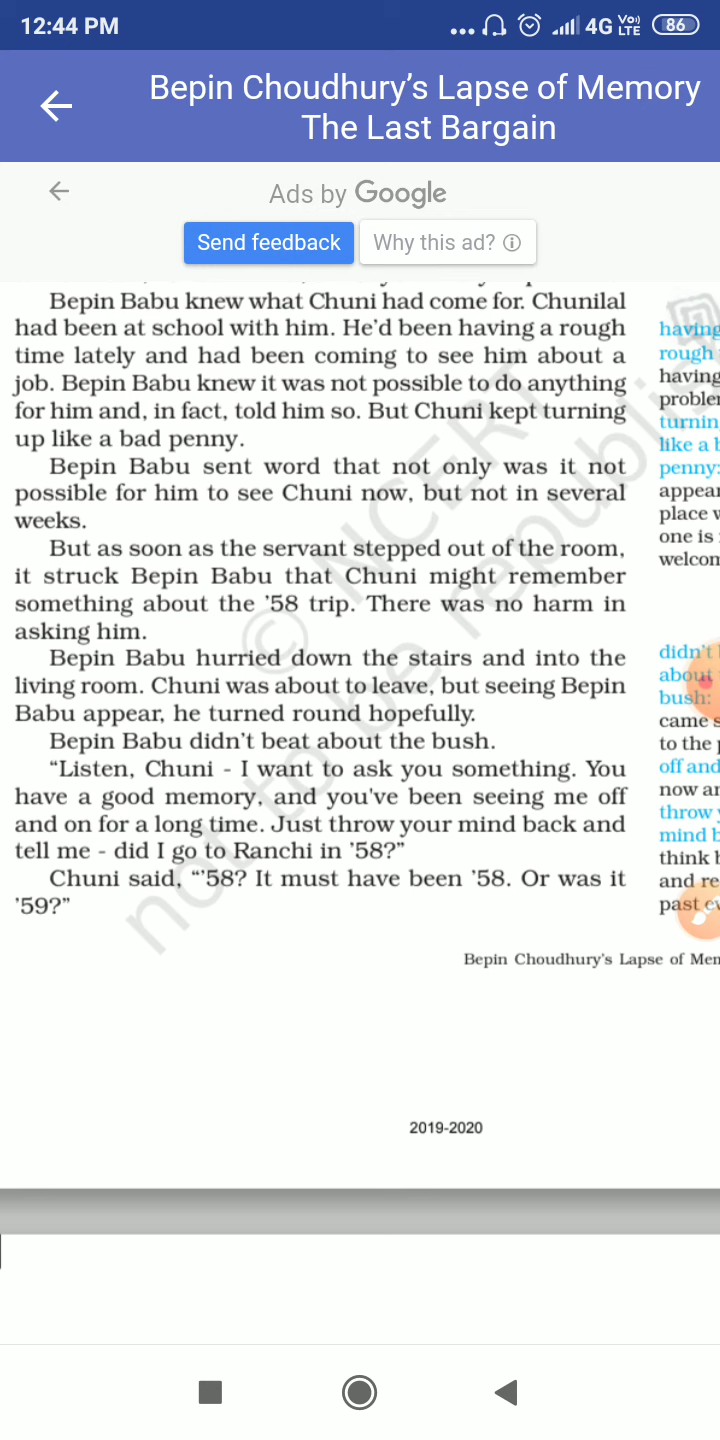 12:44 PM
4G
VoLTE
86
Bepin Choudhury’s Lapse of Memory
The Last Bargain
Ads by Google
Send feedback
Why this ad?
Bepin Babu knew what Chuni had come for. Chunilal
had been at school with him. He’d been having a rough
time lately and had been coming to see him about a
job. Bepin Babu knew it was not possible to do anything
for him and, in fact, told him so. But Chuni kept turning
up like a bad penny.
Bepin Babu sent word that not only was it not
possible for him to see Chuni now, but not in several
weeks.
But as soon as the servant stepped out of the room,
it struck Bepin Babu that Chuni might remember
something about the ’58 trip. There was no harm in
asking him.
Bepin Babu hurried down the stairs and into the
living room. Chuni was about to leave, but seeing Bepin
Babu appear, he turned round hopefully.
Bepin Babu didn’t beat about the bush.
“Listen, Chuni - I want to ask you something. You
have a good memory, and you've been seeing me off
and on for a long time. Just throw your mind back and
tell me - did I go to Ranchi in ’58?”
Chuni said, “’58? It must have been ’58. Or was it
’59?”
having
rough
having
like a
penny:
place
one is
didn’t
about
bush:
came
to the
off and
now
throw
mind
think
and
past
© NCERT
not to be republis
Bepin Choudhury's Lapse of
2019-2020